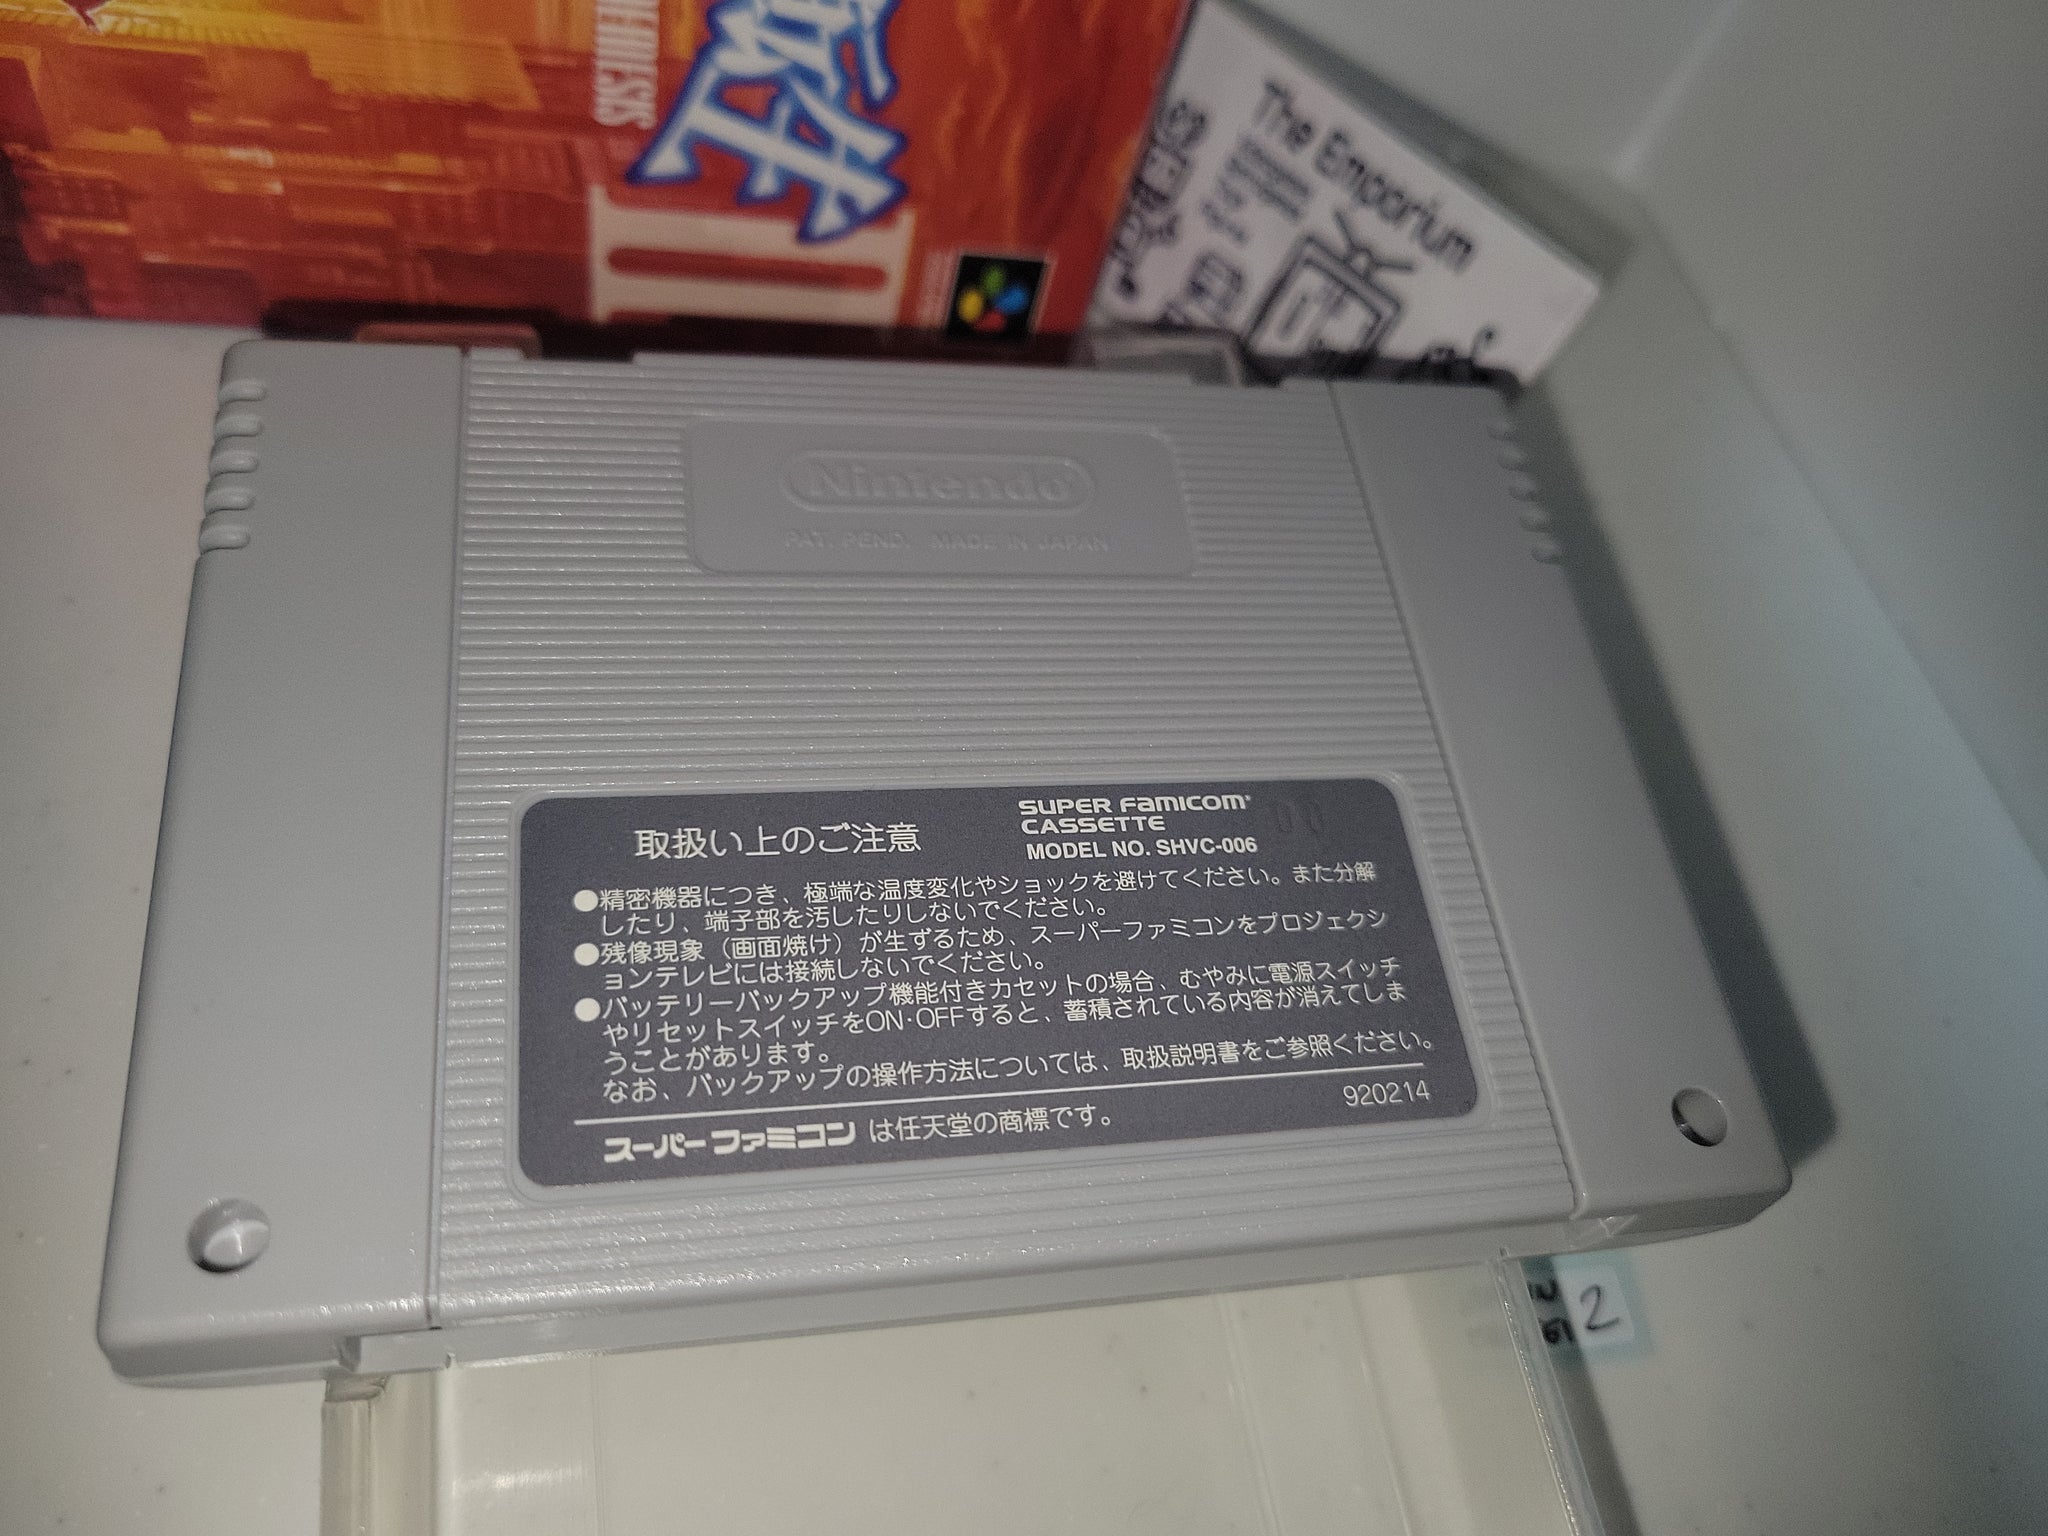 The Emporium
II
Nintendo
PAT. PEND. MADE IN JAPAN
取扱い上のご注意
SUPER FAMICOM
CASSETTE
MODEL NO. SHVC-006
●精密機器につき、極端な温度変化やショックを避けてください。また分解
したり、端子部を汚したりしないでください。
●残像現象(画面焼け)が生ずるため、スーパーファミコンをプロジェクシ
ョンテレビには接続しないでください。
●バッテリーバックアップ機能付きカセットの場合、むやみに電源スイッチ
やリセットスイッチをON・OFFすると、蓄積されている内容が消えてしま
うことがあります。
なお、バックアップの操作方法については、取扱説明書をご参照ください。
920214
スーパーファミコン は任天堂の商標です。
2